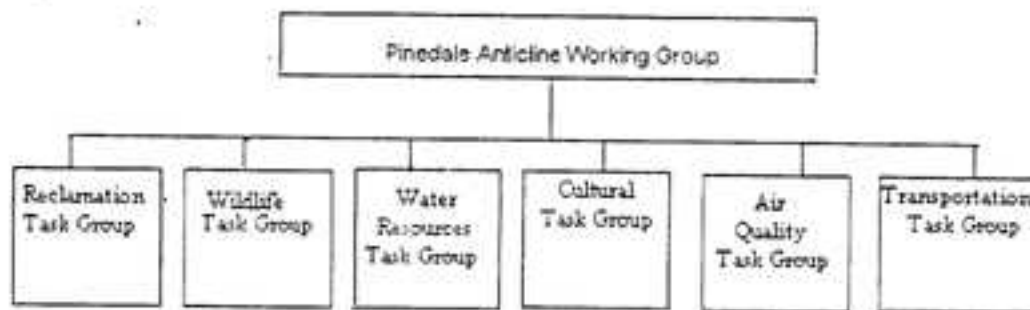 Pinedale Anticline Working Group
Reclamation
Task Group
Wildlife
Task Group
Water
Resources
Task Group
Cultural
Task Group
Air
Quality
Task Group
Transportation
Task Group